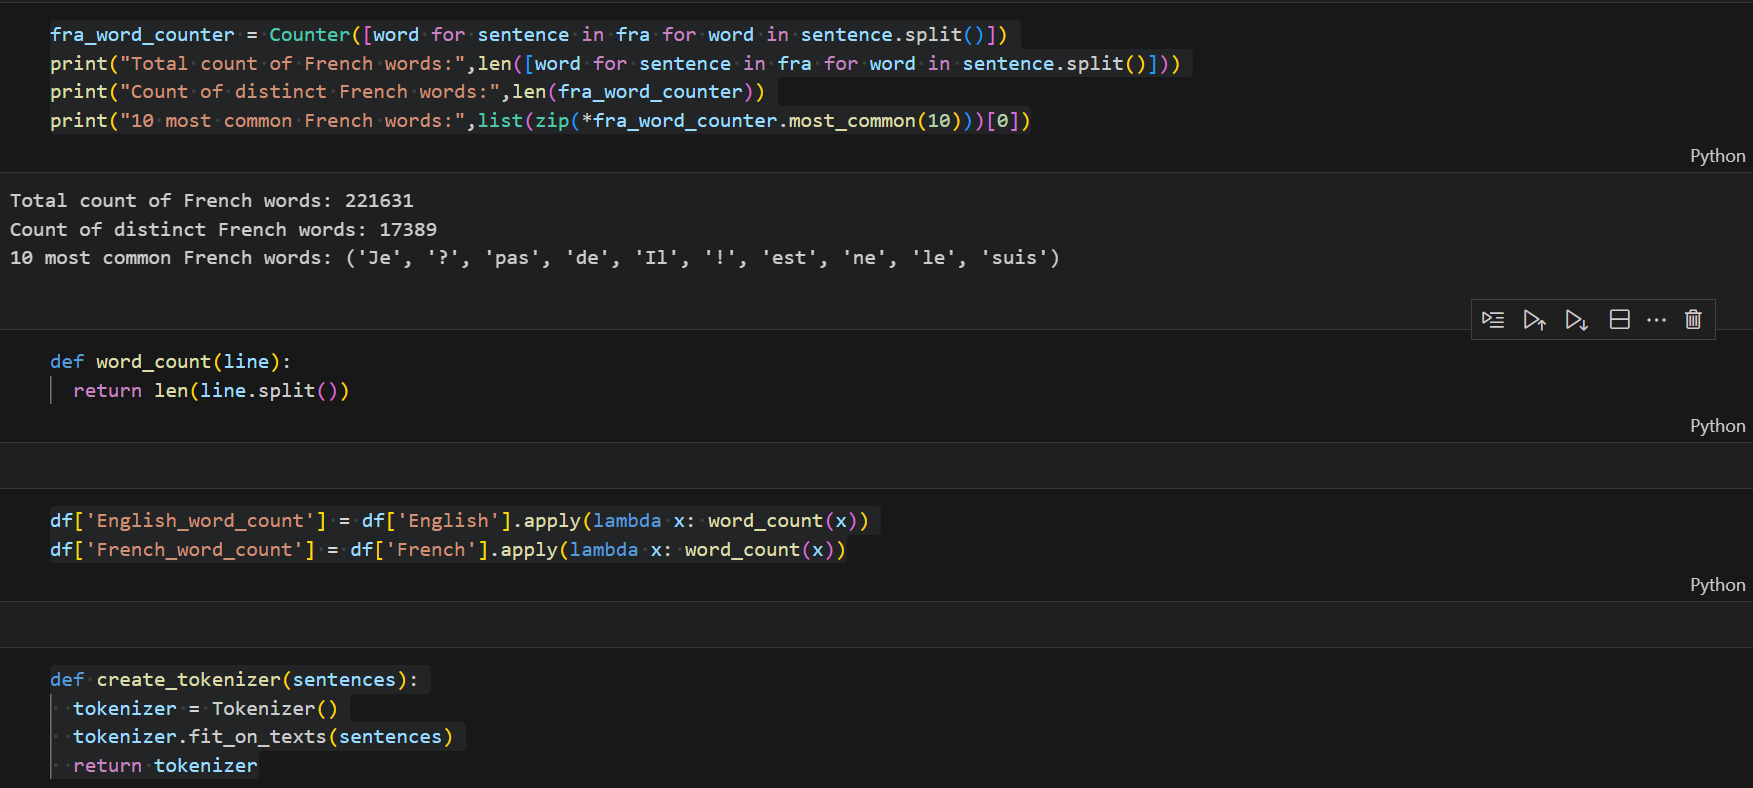 fra_word_counter = Counter([word for sentence in fra for word in sentence.split()])
print("Total count of French words:",len([word for sentence in fra for word in sentence.split()]))
print("Count of distinct French words:",len(fra_word_counter))
print("10 most common French words:",list(zip(*fra_word_counter.most_common(10)))[0])
Python
Total count of French words: 221631
Count of distinct French words: 17389
10 most common French words: ('Je', '?', 'pas', 'de', 'Il', '!', 'est', 'ne', 'le', 'suis')
def word_count(line):
  return len(line.split())
Python
df['English_word_count'] = df['English'].apply(lambda x: word_count(x))
df['French_word_count'] = df['French'].apply(lambda x: word_count(x))
Python
def create_tokenizer(sentences):
  tokenizer = Tokenizer()
  tokenizer.fit_on_texts(sentences)
  return tokenizer